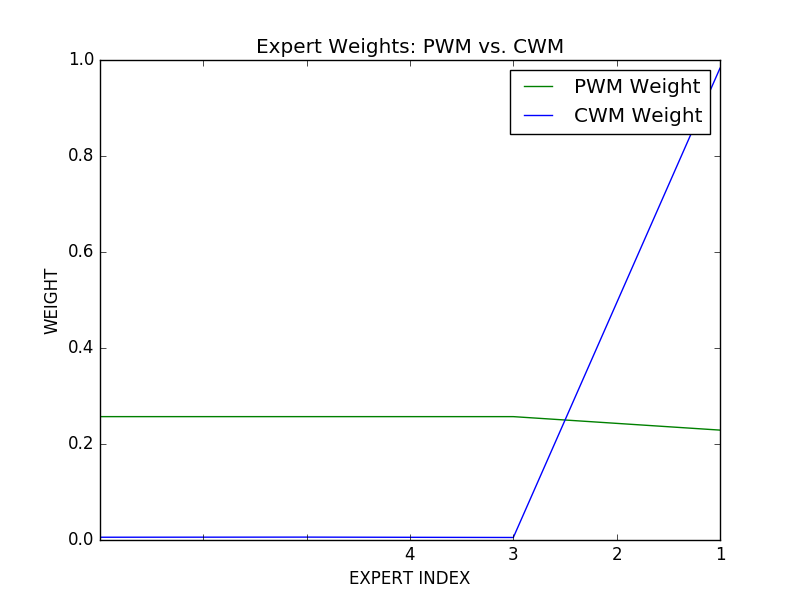 Expert Weights: PWM vs. CWM
PWM Weight
CWM Weight
1.0
0.8
0.6
0.4
0.2
0.0
WEIGHT
4 3 2 1
EXPERT INDEX